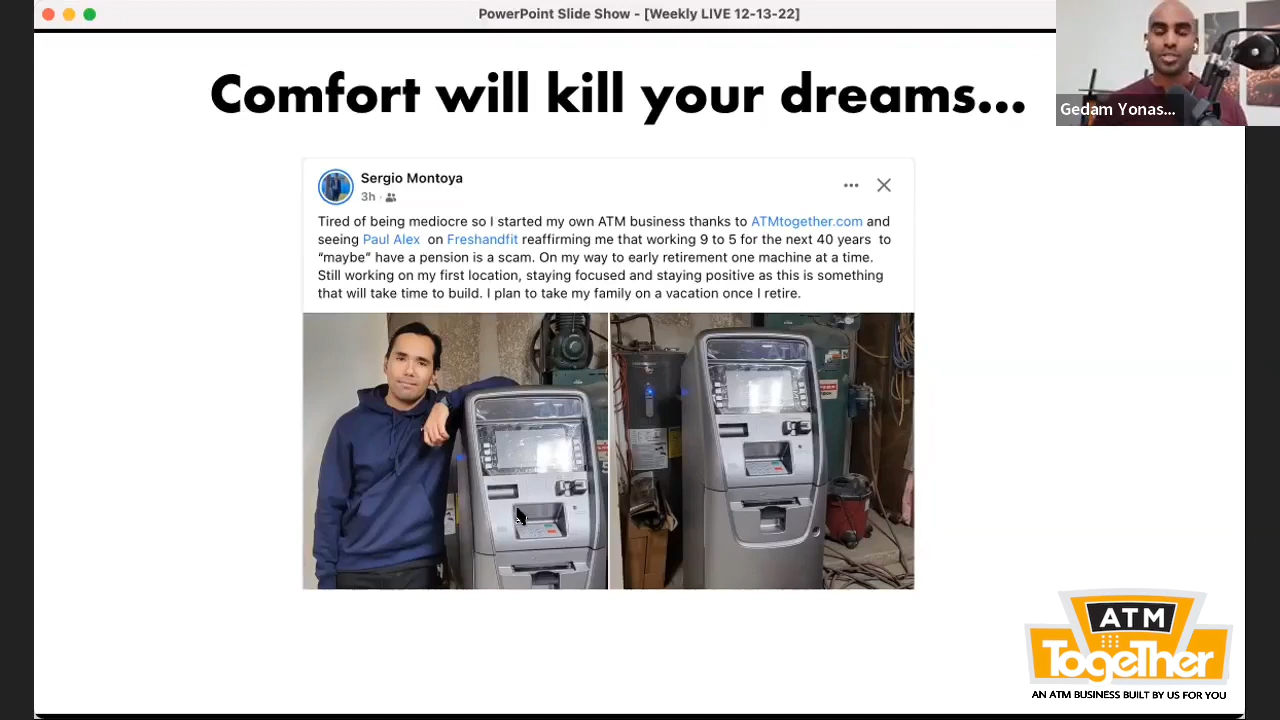 PowerPoint Slide Show - [Weekly LIVE 12-13-22]
Comfort will kill your dreams...
Gedam Yonas...
Sergio Montoya
3h ·
Tired of being mediocre so I started my own ATM business thanks to ATMtogether.com and
seeing Paul Alex on Freshandfit reaffirming me that working 9 to 5 for the next 40 years to
“maybe” have a pension is a scam. On my way to early retirement one machine at a time.
Still working on my first location, staying focused and staying positive as this is something
that will take time to build. I plan to take my family on a vacation once I retire.
ATM
Together
AN ATM BUSINESS BUILT BY US FOR YOU